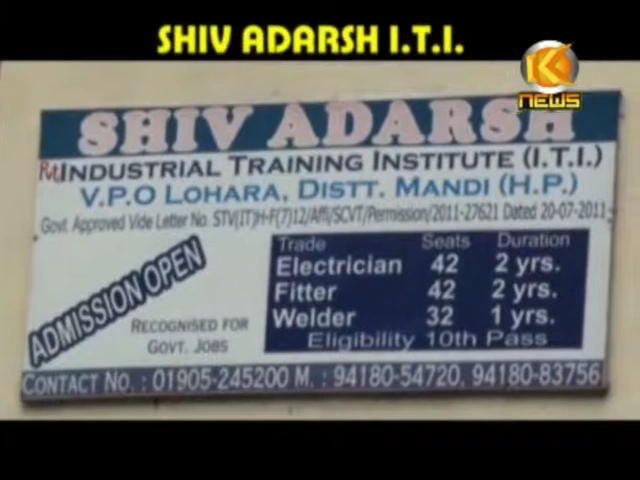 SHIV ADARSH I.T.I.
K
NEWS
SHIV ADARSH
Pvt. INDUSTRIAL TRAINING INSTITUTE (I.T.I.)
V.P.O LOHARA, DISTT. MANDI (H.P.)
Govt. Approved Vide Letter No. STV(IT)H-F(7)12/Affi/SCVT/Permission/2011-27621 Dated 20-07-2011
ADMISSION OPEN
RECOGNISED FOR
GOVT. JOBS
Trade Seats Duration
Electrician 42 2 yrs.
Fitter 42 2 yrs.
Welder 32 1 yrs.
Eligibility 10th Pass
CONTACT NO. : 01905-245200 M. : 94180-54720, 94180-83756